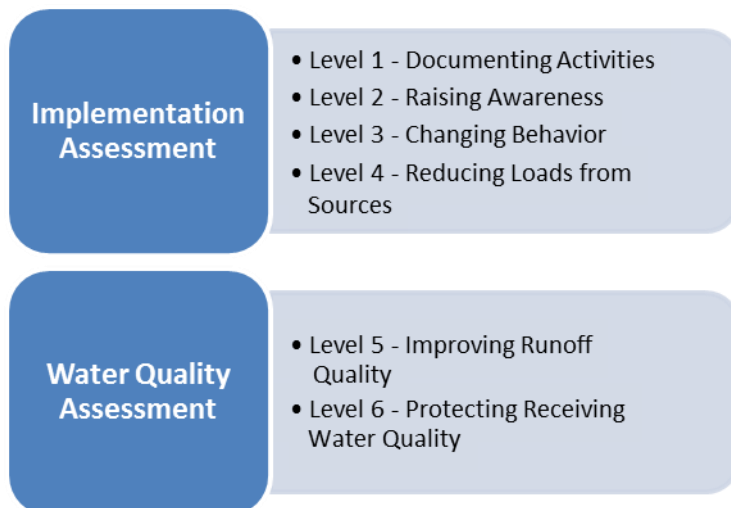 Implementation
Assessment
• Level 1 - Documenting Activities
• Level 2 - Raising Awareness
• Level 3 - Changing Behavior
• Level 4 - Reducing Loads from
Sources
Water Quality
Assessment
• Level 5 - Improving Runoff
Quality
• Level 6 - Protecting Receiving
Water Quality